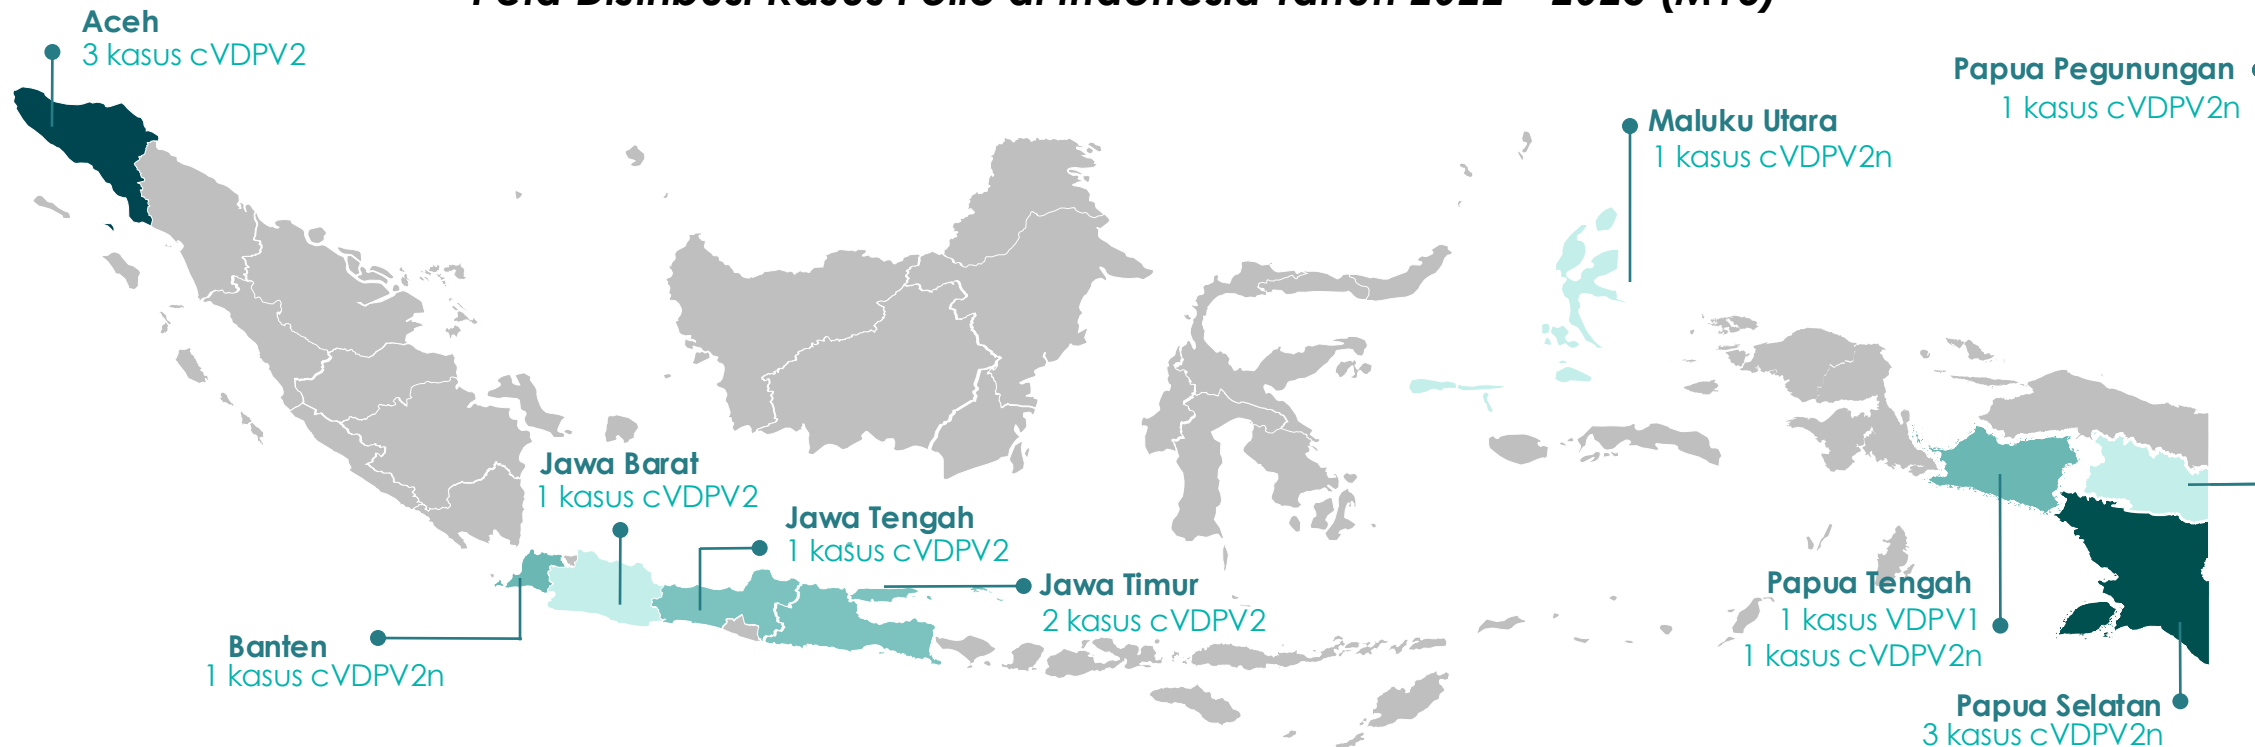 Aceh
3 kasus cVDPV2
Papua Pegunungan
1 kasus cVDPV2n
Maluku Utara
1 kasus cVDPV2n
Jawa Barat
1 kasus cVDPV2
Jawa Tengah
1 kasus cVDPV2
Jawa Timur
2 kasus cVDPV2
Banten
1 kasus cVDPV2n
Papua Tengah
1 kasus VDPV1
1 kasus cVDPV2n
Papua Selatan
3 kasus cVDPV2n